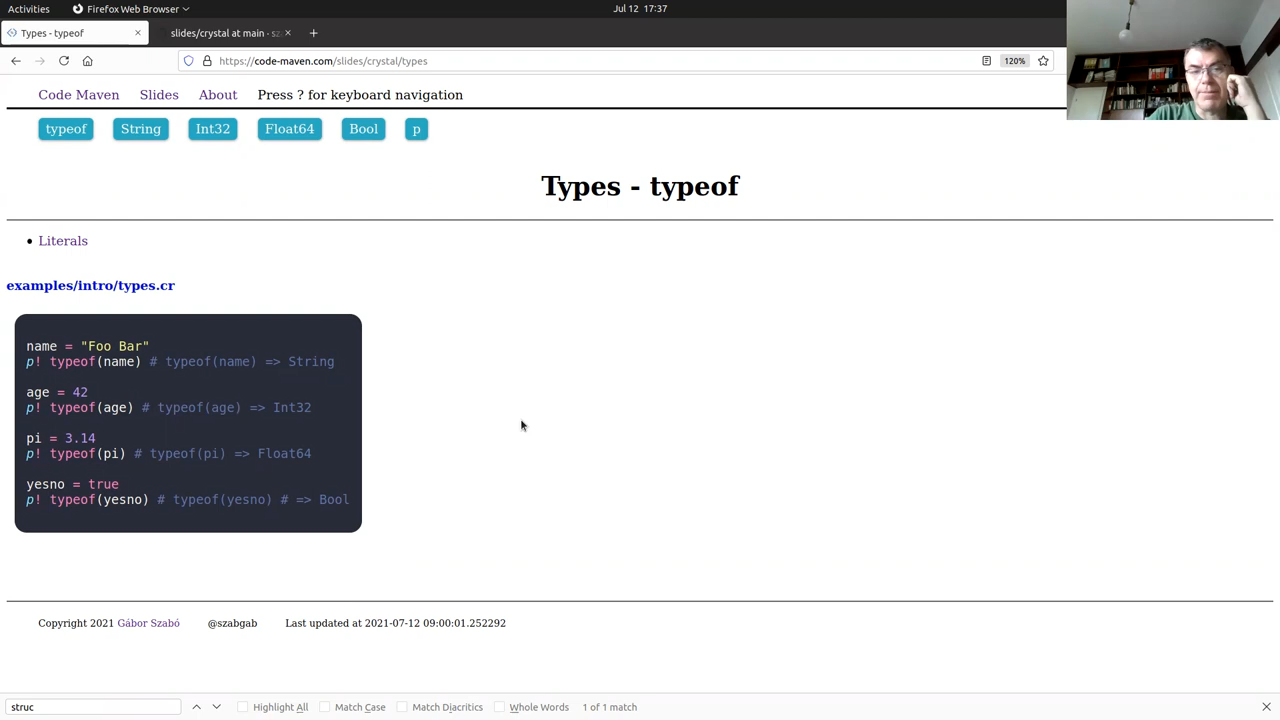 Activities Firefox Web Browser Jul 12 17:37
Types - typeof slides/crystal at main · sz
https://code-maven.com/slides/crystal/types 120%
Code Maven Slides About Press ? for keyboard navigation
typeof String Int32 Float64 Bool p
Types - typeof
• Literals
examples/intro/types.cr
name = "Foo Bar"
p! typeof(name) # typeof(name) => String
age = 42
p! typeof(age) # typeof(age) => Int32
pi = 3.14
p! typeof(pi) # typeof(pi) => Float64
yesno = true
p! typeof(yesno) # typeof(yesno) # => Bool
Copyright 2021 Gábor Szabó @szabgab Last updated at 2021-07-12 09:00:01.252292
struc Highlight All Match Case Match Diacritics Whole Words 1 of 1 match